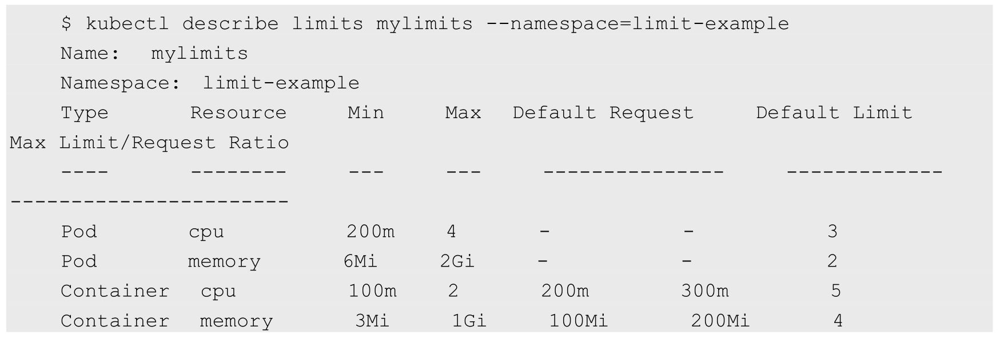 $ kubectl describe limits mylimits --namespace=limit-example
Name: mylimits
Namespace: limit-example
Type Resource Min Max Default Request Default Limit
Max Limit/Request Ratio
---- -------- --- --- --------------- -------------
-----------------------
Pod cpu 200m 4 - - 3
Pod memory 6Mi 2Gi - - 2
Container cpu 100m 2 200m 300m 5
Container memory 3Mi 1Gi 100Mi 200Mi 4